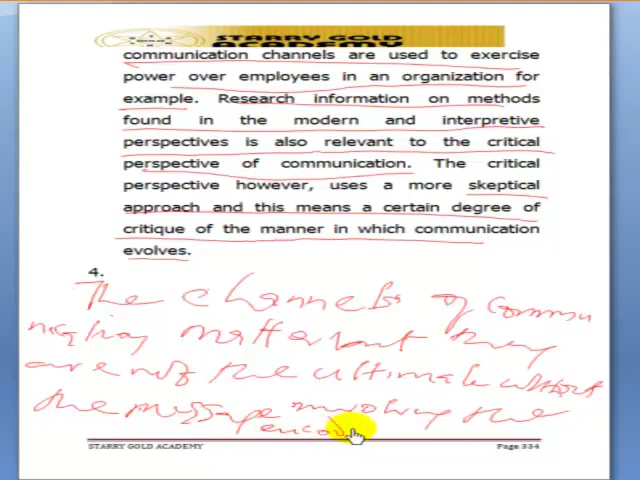 STARRY GOLD
ACADEMY
communication channels are used to exercise
power over employees in an organization for
example. Research information on methods
found in the modern and interpretive
perspectives is also relevant to the critical
perspective of communication. The critical
perspective however, uses a more skeptical
approach and this means a certain degree of
critique of the manner in which communication
evolves.
4.
The channels of commu
nicating matter but they
are not the ultimate without
the message involving the
enco
STARRY GOLD ACADEMY Page 334